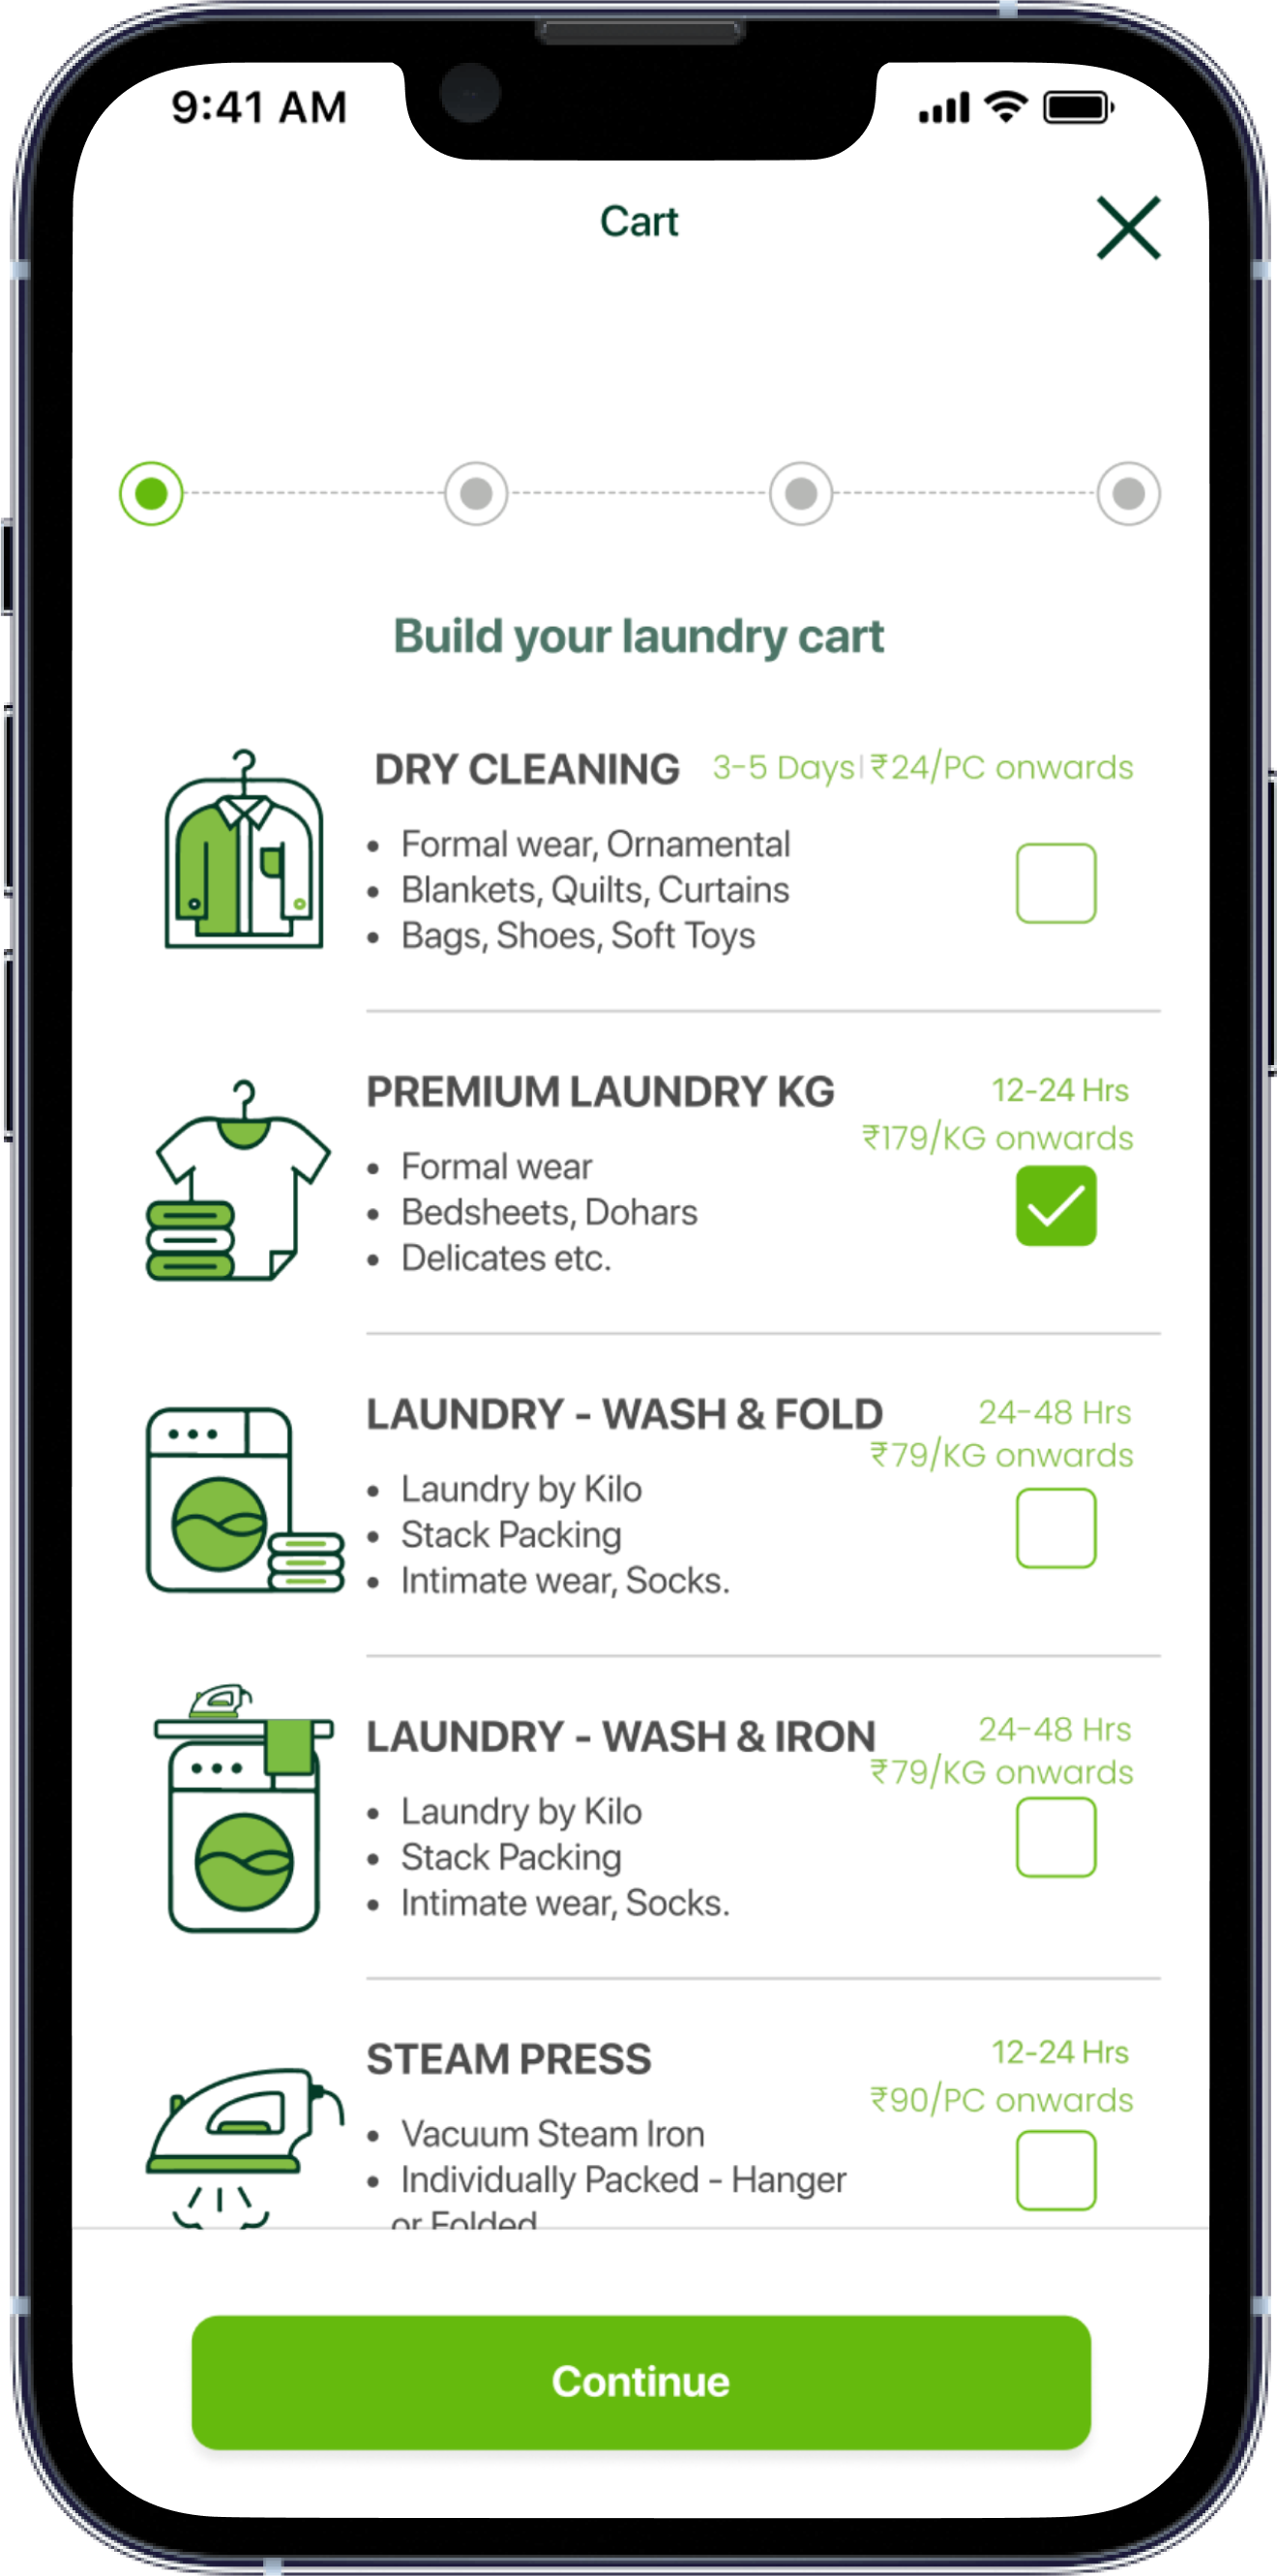 9:41 AM
Cart
Build your laundry cart
DRY CLEANING 3-5 Days | ₹24/PC onwards
• Formal wear, Ornamental
• Blankets, Quilts, Curtains
• Bags, Shoes, Soft Toys
PREMIUM LAUNDRY KG 12-24 Hrs
₹179/KG onwards
• Formal wear
• Bedsheets, Dohars
• Delicates etc.
LAUNDRY - WASH & FOLD 24-48 Hrs
₹79/KG onwards
• Laundry by Kilo
• Stack Packing
• Intimate wear, Socks.
LAUNDRY - WASH & IRON 24-48 Hrs
₹79/KG onwards
• Laundry by Kilo
• Stack Packing
• Intimate wear, Socks.
STEAM PRESS 12-24 Hrs
₹90/PC onwards
• Vacuum Steam Iron
• Individually Packed - Hanger
or Folded
Continue